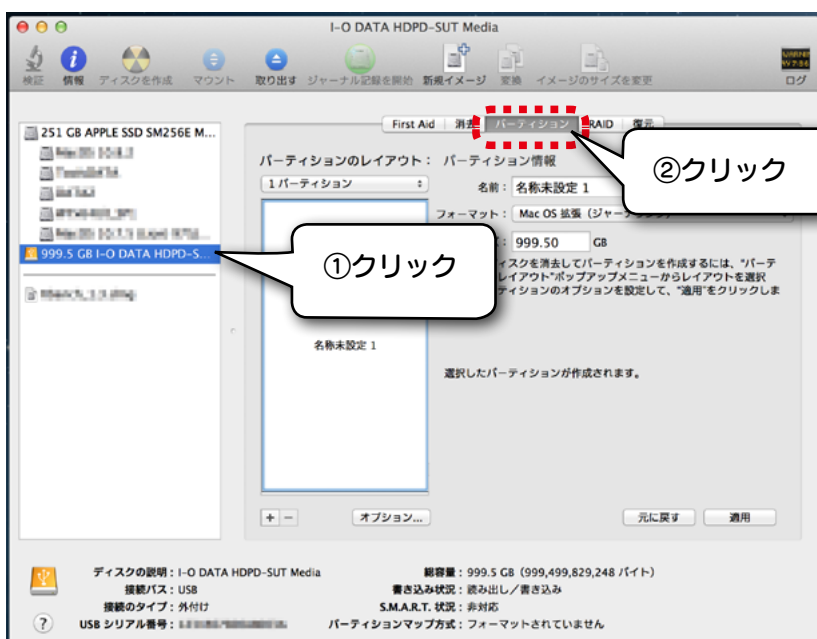 I-O DATA HDPD-SUT Media
検証 情報 ディスクを作成 マウント 取り出す ジャーナル記録を開始 新規イメージ 変換 イメージのサイズを変更 ログ
First Aid 消去 パーティション RAID 復元
251 GB APPLE SSD SM256E M...
999.5 GB I-O DATA HDPD-S...
パーティションのレイアウト： パーティション情報
1 パーティション
名前： 名称未設定 1
フォーマット： Mac OS 拡張
999.50 GB
①クリック
②クリック
スクを消去してパーティションを作成するには、"パーテ
レイアウト"ポップアップメニューからレイアウトを選択
ティションのオプションを設定して、"適用"をクリックしま
名称未設定 1
選択したパーティションが作成されます。
+ − オプション... 元に戻す 適用
ディスクの説明：I-O DATA HDPD-SUT Media 総容量：999.5 GB（999,499,829,248 バイト）
接続バス：USB 書き込み状況：読み出し／書き込み
接続のタイプ：外付け S.M.A.R.T. 状況：非対応
? USB シリアル番号： パーティションマップ方式：フォーマットされていません